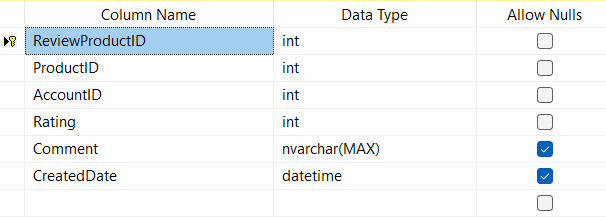 Column Name Data Type Allow Nulls
ReviewProductID int
ProductID int
AccountID int
Rating int
Comment nvarchar(MAX)
CreatedDate datetime